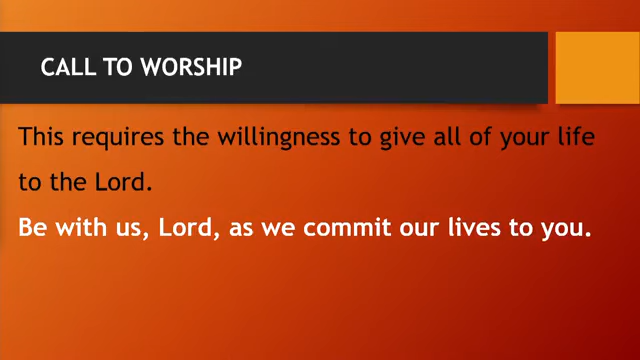 CALL TO WORSHIP
This requires the willingness to give all of your life
to the Lord.
Be with us, Lord, as we commit our lives to you.